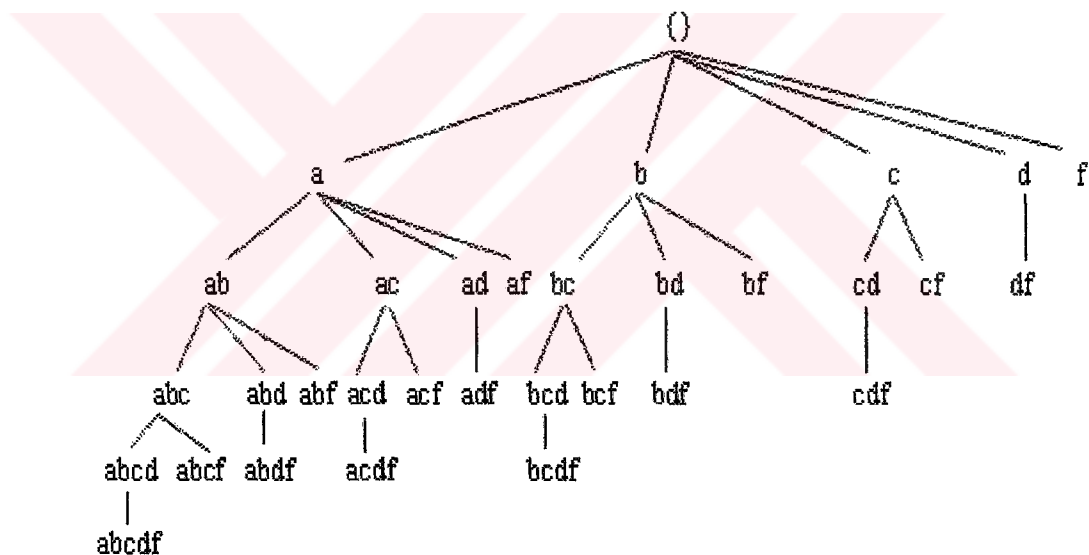 {}
a b c d f
ab ac ad af bc bd bf cd cf df
abc abd abf acd acf adf bcd bcf bdf cdf
abcd abcf abdf acdf bcdf
abcdf